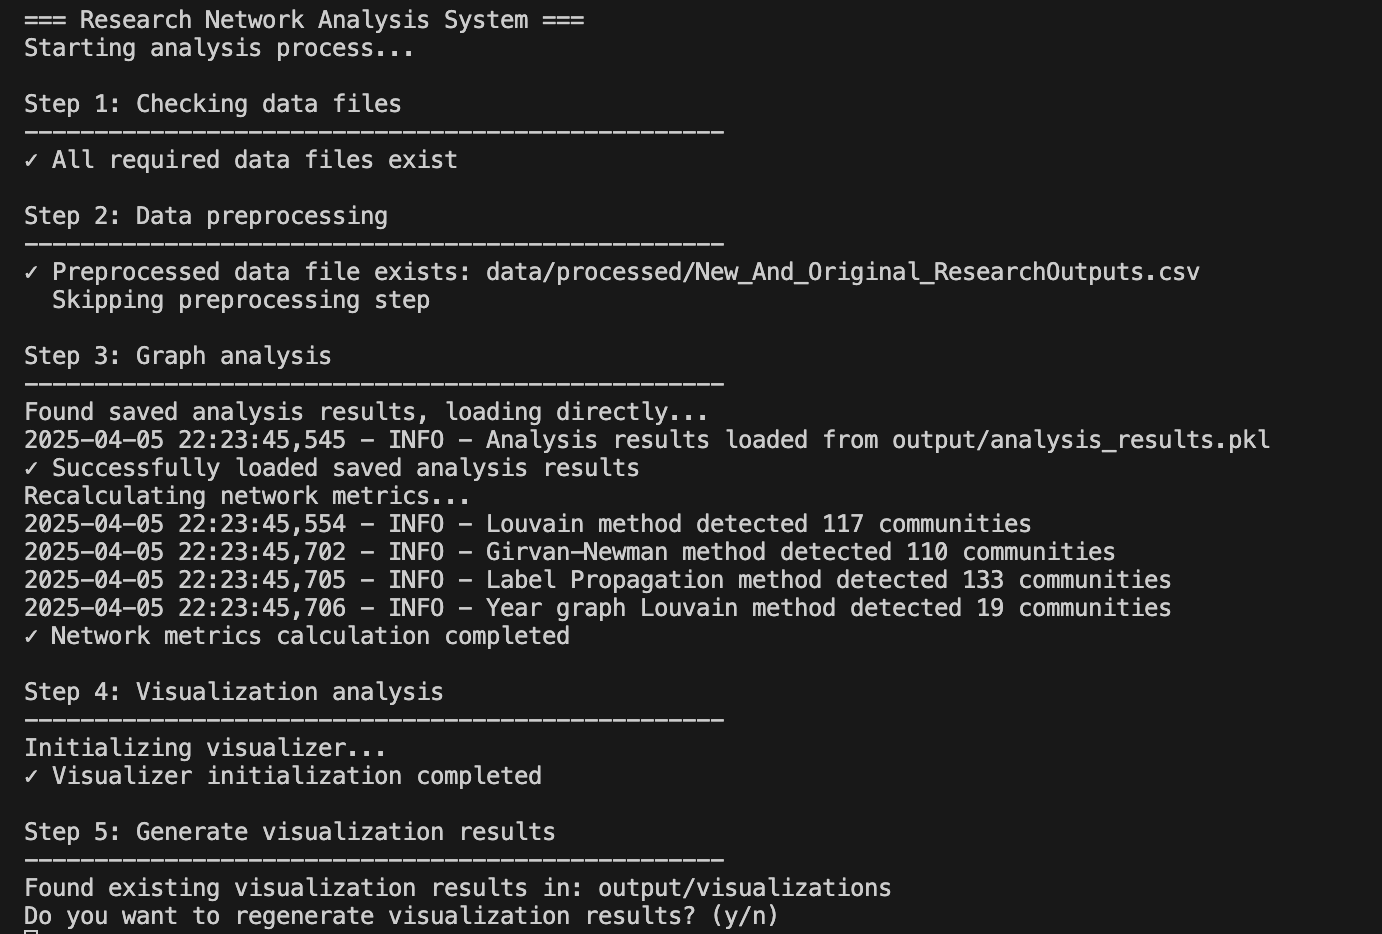 === Research Network Analysis System ===
Starting analysis process...
Step 1: Checking data files
--------------------------------------------------
✓ All required data files exist
Step 2: Data preprocessing
--------------------------------------------------
✓ Preprocessed data file exists: data/processed/New_And_Original_ResearchOutputs.csv
  Skipping preprocessing step
Step 3: Graph analysis
--------------------------------------------------
Found saved analysis results, loading directly...
2025-04-05 22:23:45,545 - INFO - Analysis results loaded from output/analysis_results.pkl
✓ Successfully loaded saved analysis results
Recalculating network metrics...
2025-04-05 22:23:45,554 - INFO - Louvain method detected 117 communities
2025-04-05 22:23:45,702 - INFO - Girvan-Newman method detected 110 communities
2025-04-05 22:23:45,705 - INFO - Label Propagation method detected 133 communities
2025-04-05 22:23:45,706 - INFO - Year graph Louvain method detected 19 communities
✓ Network metrics calculation completed
Step 4: Visualization analysis
--------------------------------------------------
Initializing visualizer...
✓ Visualizer initialization completed
Step 5: Generate visualization results
--------------------------------------------------
Found existing visualization results in: output/visualizations
Do you want to regenerate visualization results? (y/n)